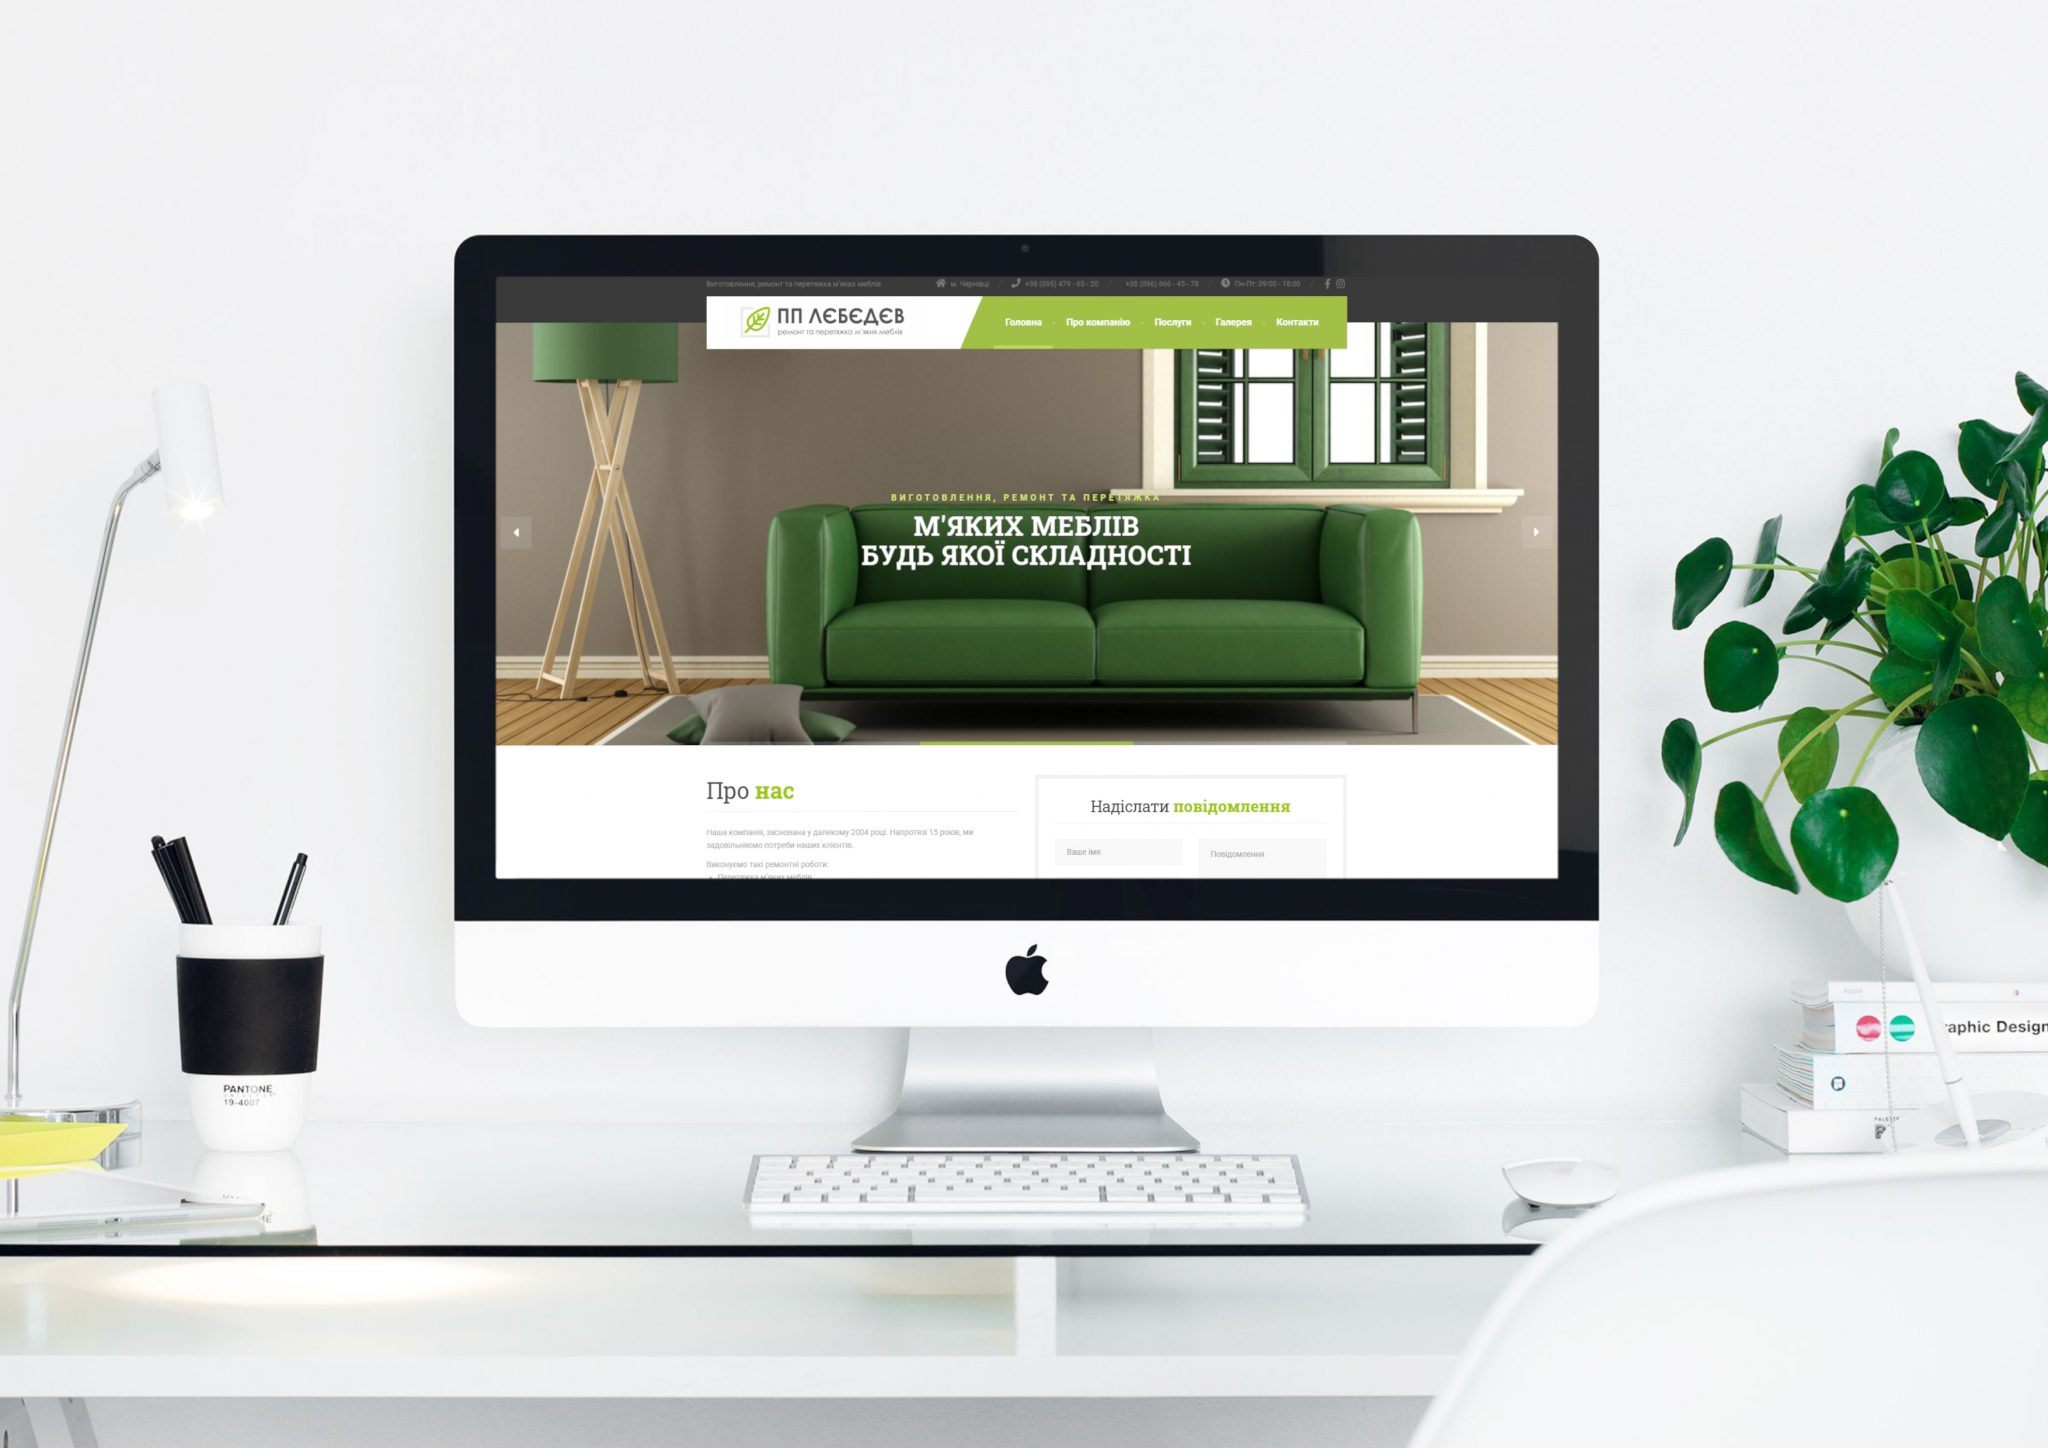 Виготовлення, ремонт та перетяжка м'яких меблів
м. Чернівці / +38 (095) 479 - 65 - 20 / +38 (096) 666 - 45 - 78 / Пн-Пт: 09:00 - 18:00 /
ПП ЛЄБЄДЄВ
ремонт та перетяжка м'яких меблів
Головна · Про компанію · Послуги · Галерея · Контакти
ВИГОТОВЛЕННЯ, РЕМОНТ ТА ПЕРЕТЯЖКА
М'ЯКИХ МЕБЛІВ
БУДЬ ЯКОЇ СКЛАДНОСТІ
Про нас
Наша компанія, заснована у далекому 2004 році. Напротязі 15 років, ми
задовільняємо потреби наших клієнтів.
Виконуємо такі ремонтні роботи:
• Перетяжка м'яких меблів
Надіслати повідомлення
Ваше імя
Повідомлення
PANTONE
UNIVERSE
19-4007
Apple
raphic Design